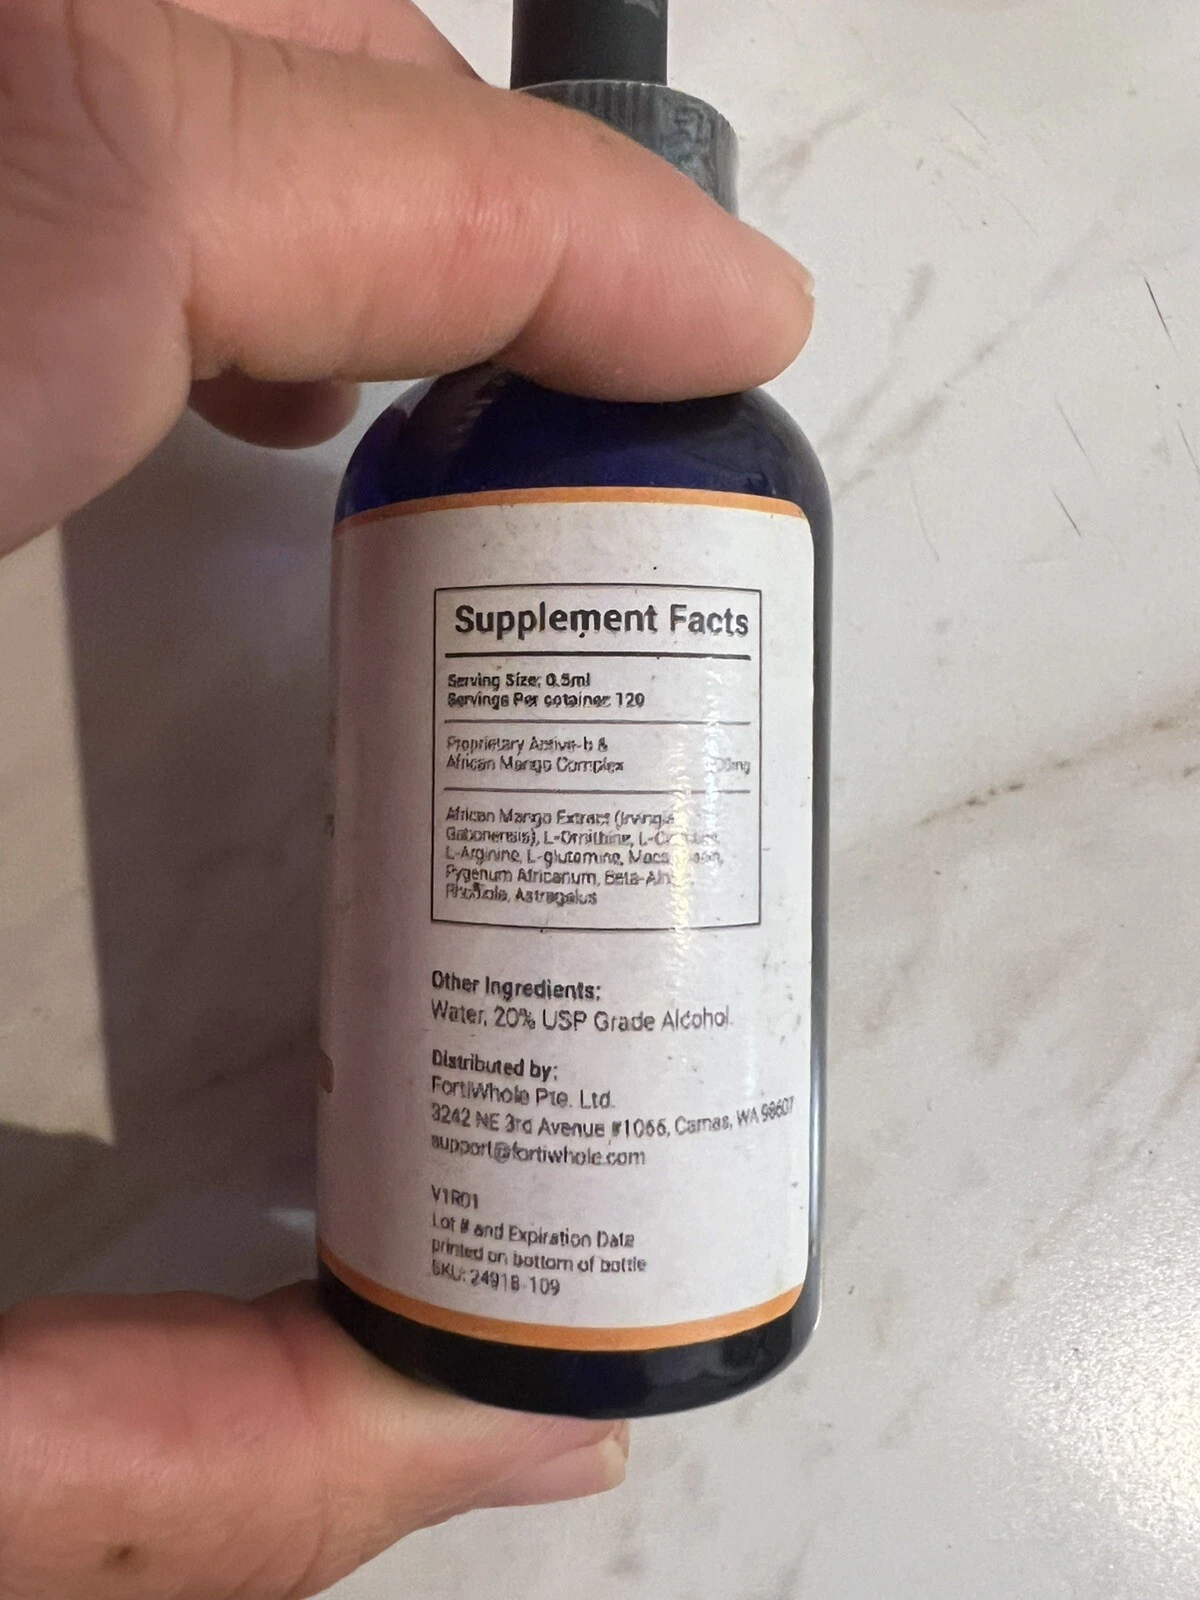 Supplement Facts
Serving Size: 0.5ml
Servings Per cotainer: 120
Proprietary Active-b &
African Mango Complex
African Mango Extract (Irvingia
Gabonensis), L-Ornithine,
L-Arginine, L-glutamine,
Pygenum Africanum,
Rhodiola, Astragalus
Other Ingredients:
Water, 20% USP Grade Alcohol.
Distributed by:
FortiWhole Pte. Ltd.
3242 NE 3rd Avenue #1066, Camas, WA 98607
support@fortiwhole.com
V1R01
Lot # and Expiration Date
printed on bottom of bottle
SKU: 24918-109